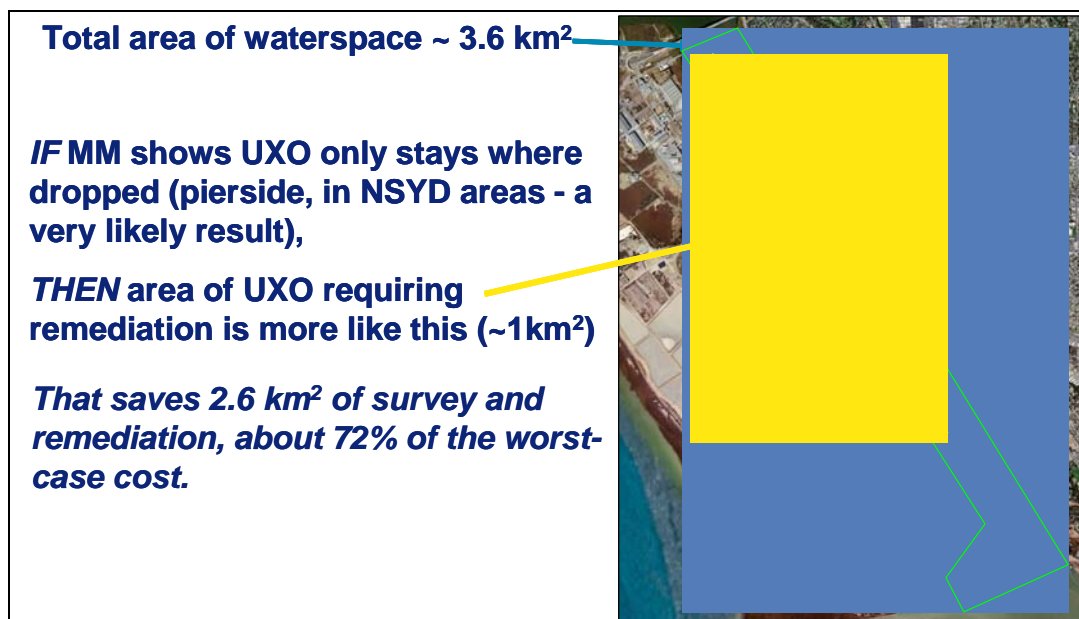 Total area of waterspace ~ 3.6 km²
IF MM shows UXO only stays where
dropped (pierside, in NSYD areas - a
very likely result),
THEN area of UXO requiring
remediation is more like this (~1km²)
That saves 2.6 km² of survey and
remediation, about 72% of the worst-
case cost.